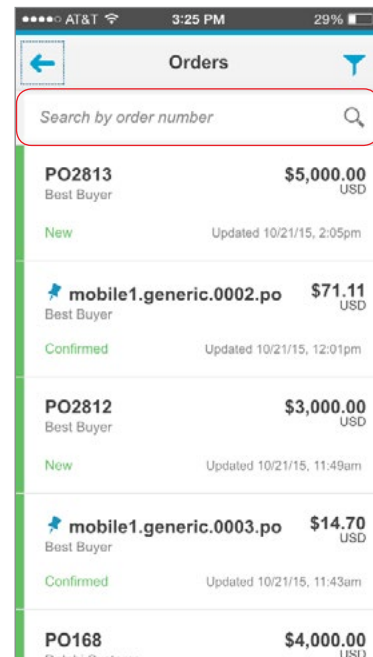 AT&T 3:25 PM 29%
Orders
Search by order number
PO2813 $5,000.00
Best Buyer USD
New Updated 10/21/15, 2:05pm
mobile1.generic.0002.po $71.11
Best Buyer USD
Confirmed Updated 10/21/15, 12:01pm
PO2812 $3,000.00
Best Buyer USD
New Updated 10/21/15, 11:49am
mobile1.generic.0003.po $14.70
Best Buyer USD
Confirmed Updated 10/21/15, 11:43am
PO168 $4,000.00
USD